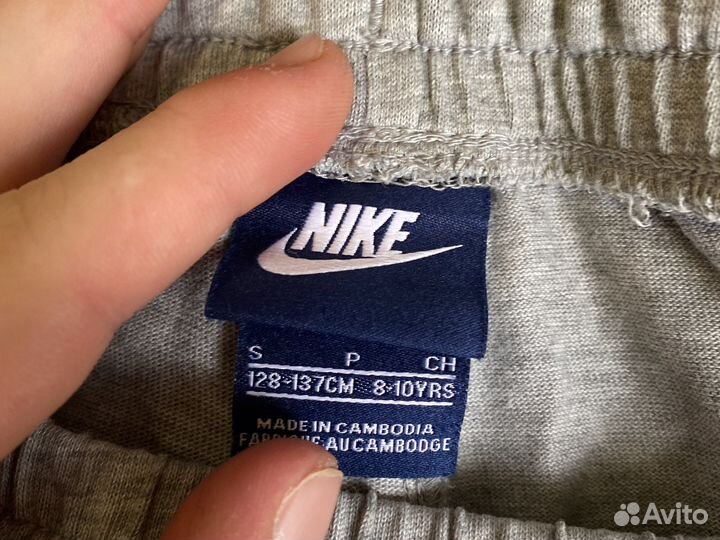 NIKE
S P CH
128-137CM 8-10YRS
MADE IN CAMBODIA
FABRIQUE AU CAMBODGE
Avito